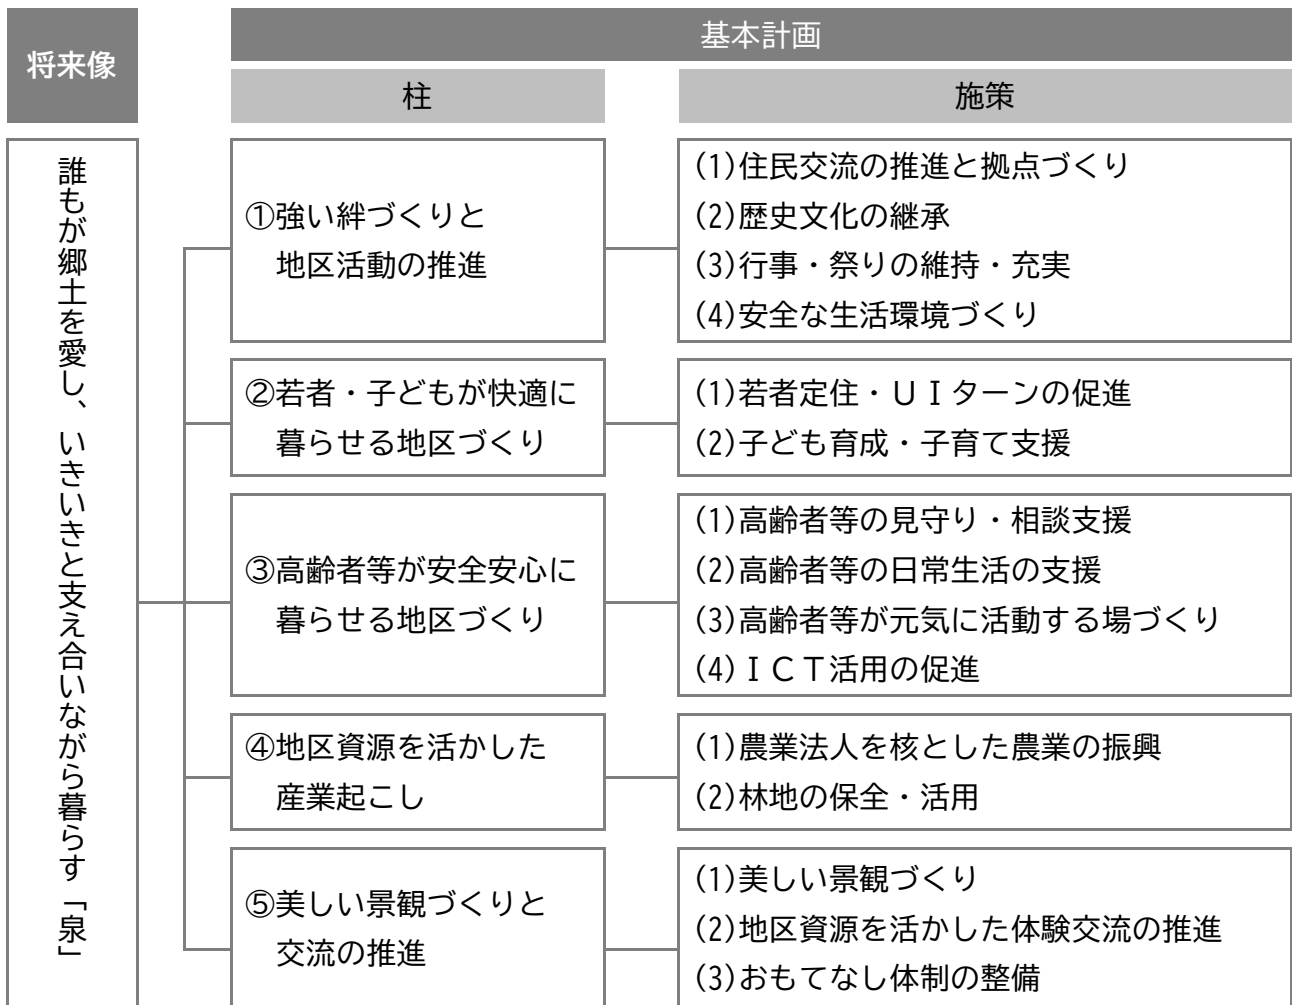 将来像
基本計画
柱
施策
誰もが郷土を愛し、いきいきと支え合いながら暮らす「泉」
①強い絆づくりと
地区活動の推進
(1)住民交流の推進と拠点づくり
(2)歴史文化の継承
(3)行事・祭りの維持・充実
(4)安全な生活環境づくり
②若者・子どもが快適に
暮らせる地区づくり
(1)若者定住・ＵＩターンの促進
(2)子ども育成・子育て支援
③高齢者等が安全安心に
暮らせる地区づくり
(1)高齢者等の見守り・相談支援
(2)高齢者等の日常生活の支援
(3)高齢者等が元気に活動する場づくり
(4)ＩＣＴ活用の促進
④地区資源を活かした
産業起こし
(1)農業法人を核とした農業の振興
(2)林地の保全・活用
⑤美しい景観づくりと
交流の推進
(1)美しい景観づくり
(2)地区資源を活かした体験交流の推進
(3)おもてなし体制の整備